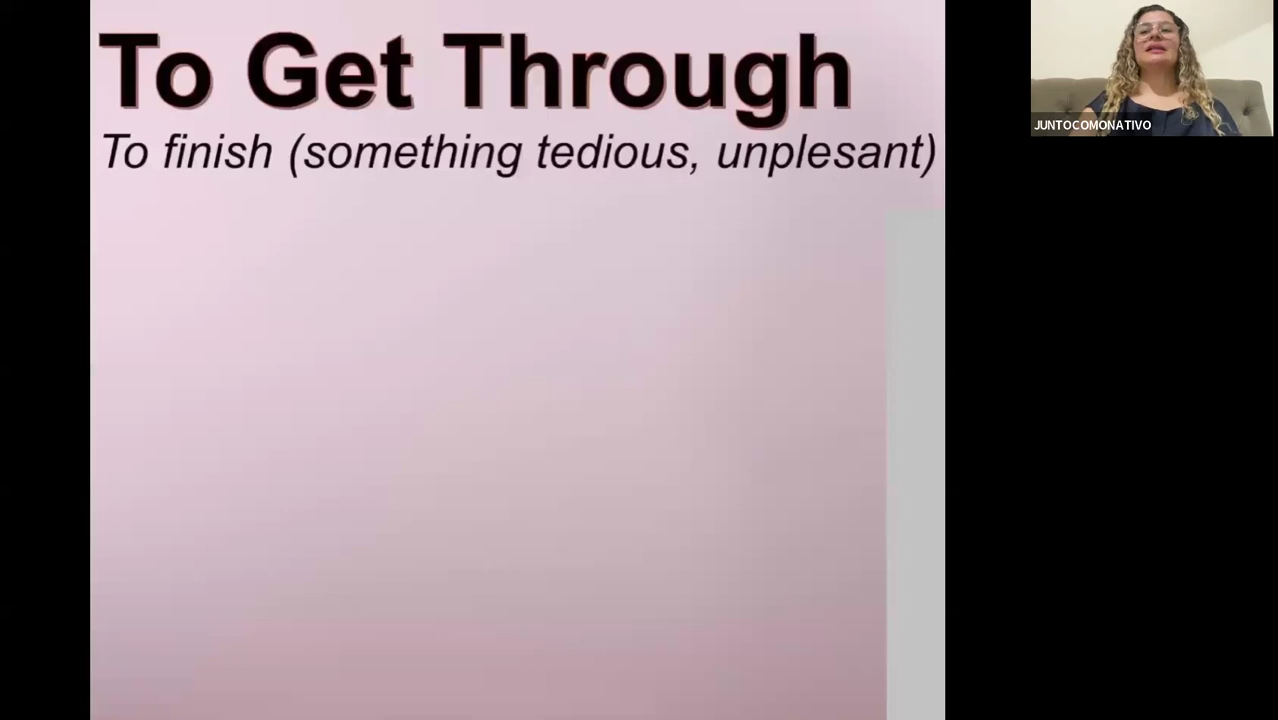 To Get Through
To finish (something tedious, unplesant)
JUNTOCOMONATIVO